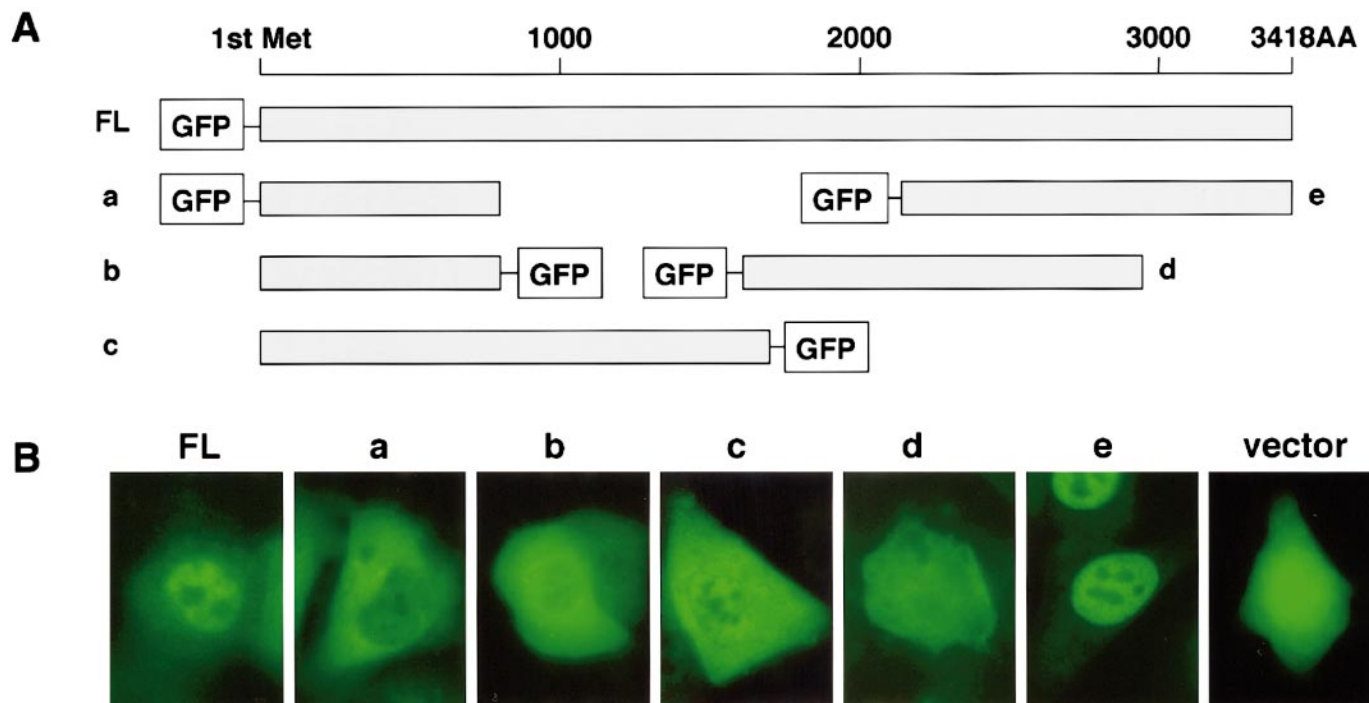 A
1st Met 1000 2000 3000 3418AA
FL GFP
a GFP GFP e
b GFP GFP d
c GFP
B
FL a b c d e vector